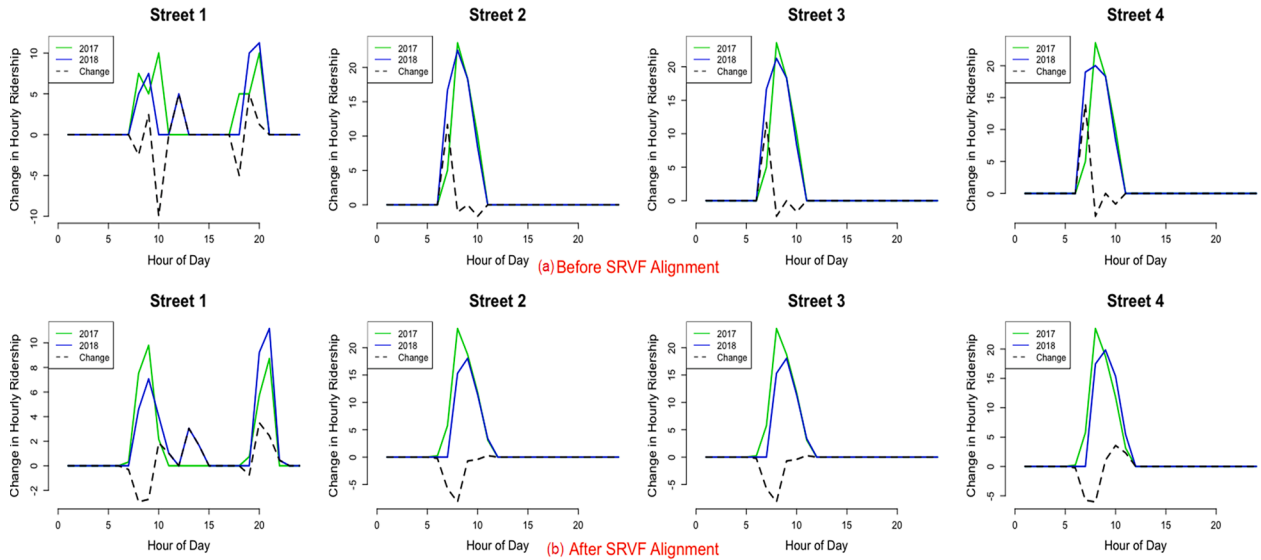 Street 1
Street 2
Street 3
Street 4
Change in Hourly Ridership
10
5
0
-5
-10
2017
2018
Change
0 5 10 15 20
Hour of Day
Change in Hourly Ridership
20
15
10
5
0
2017
2018
Change
0 5 10 15 20
Hour of Day
Change in Hourly Ridership
20
15
10
5
0
2017
2018
Change
0 5 10 15 20
Hour of Day
Change in Hourly Ridership
20
15
10
5
0
2017
2018
Change
0 5 10 15 20
Hour of Day
(a) Before SRVF Alignment
Street 1
Street 2
Street 3
Street 4
Change in Hourly Ridership
10
8
6
4
2
0
-2
2017
2018
Change
0 5 10 15 20
Hour of Day
Change in Hourly Ridership
20
15
10
5
0
-5
2017
2018
Change
0 5 10 15 20
Hour of Day
Change in Hourly Ridership
20
15
10
5
0
-5
2017
2018
Change
0 5 10 15 20
Hour of Day
Change in Hourly Ridership
20
15
10
5
0
-5
2017
2018
Change
0 5 10 15 20
Hour of Day
(b) After SRVF Alignment